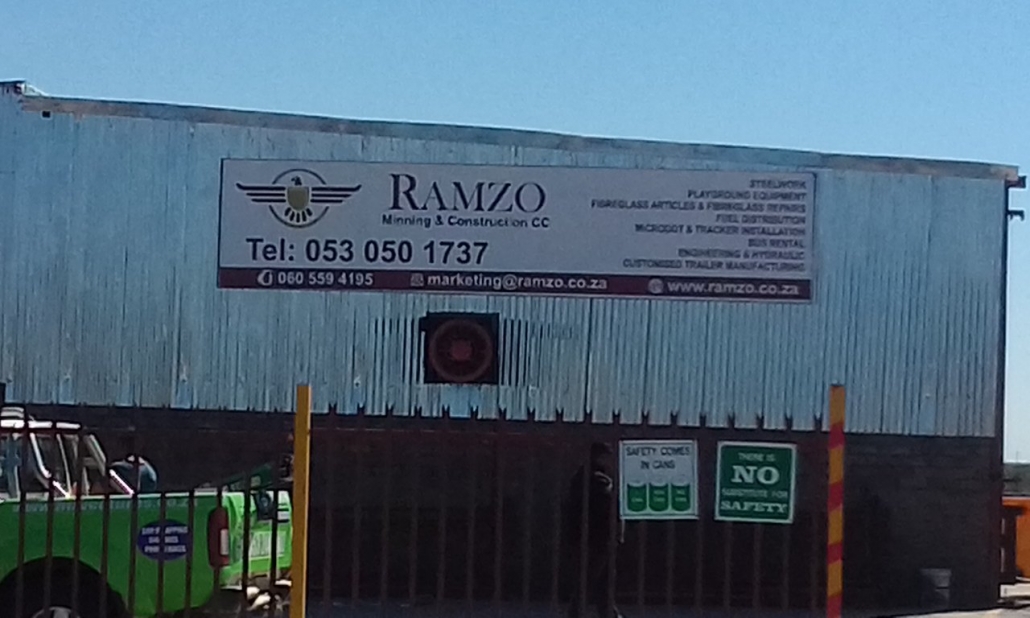 RAMZO
Minning & Construction CC
Tel: 053 050 1737
060 559 4195
marketing@ramzo.co.za
www.ramzo.co.za
STEELWORK
PLAYGROUND EQUIPMENT
FIBREGLASS ARTICLES & FIBREGLASS REPAIRS
FUEL DISTRIBUTION
MICRODOT & TRACKER INSTALLATION
BUS RENTAL
ENGINEERING & HYDRAULIC
CUSTOMISED TRAILER MANUFACTURING
SAFETY COMES
IN CANS
THERE IS
NO
SUBSTITUTE FOR
SAFETY